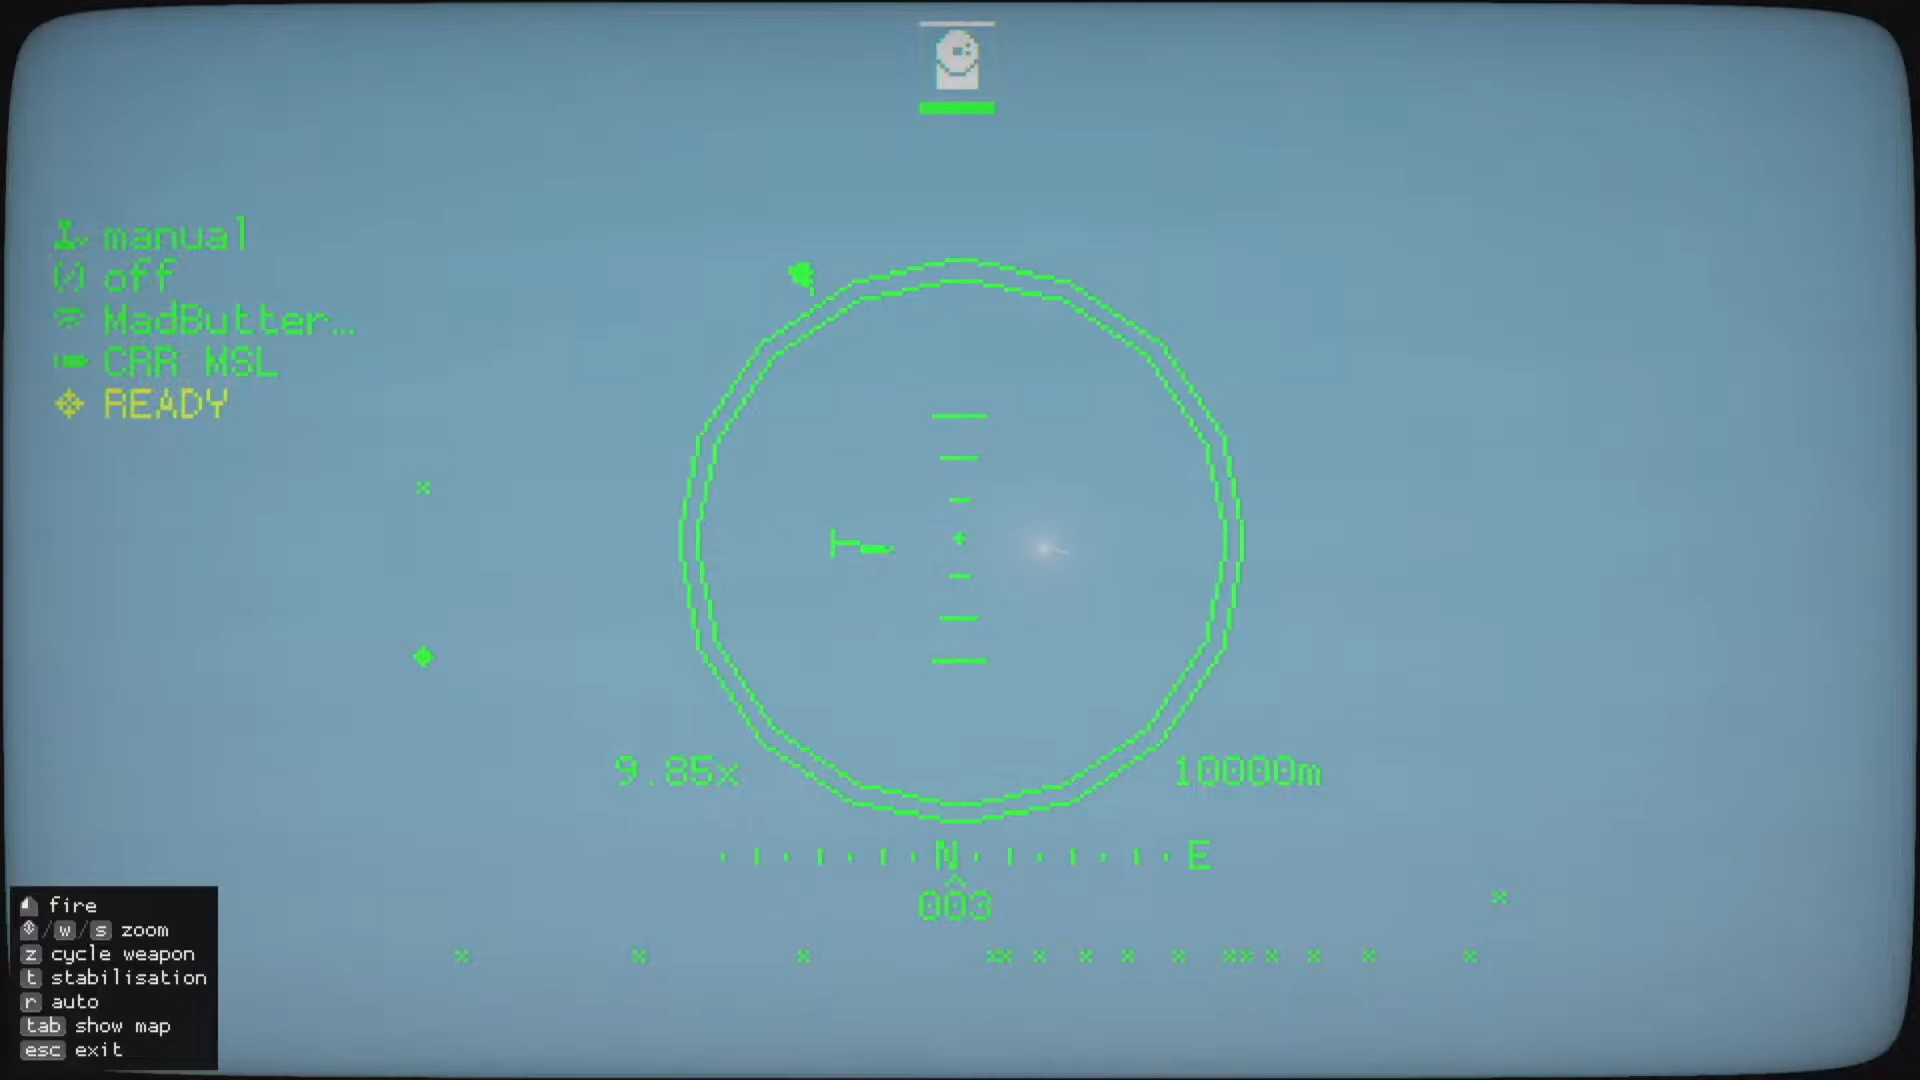 manual
off
MadButter…
CRR MSL
READY
9.85x
10000m
N
E
003
fire
/w/s zoom
z cycle weapon
t stabilisation
r auto
tab show map
esc exit